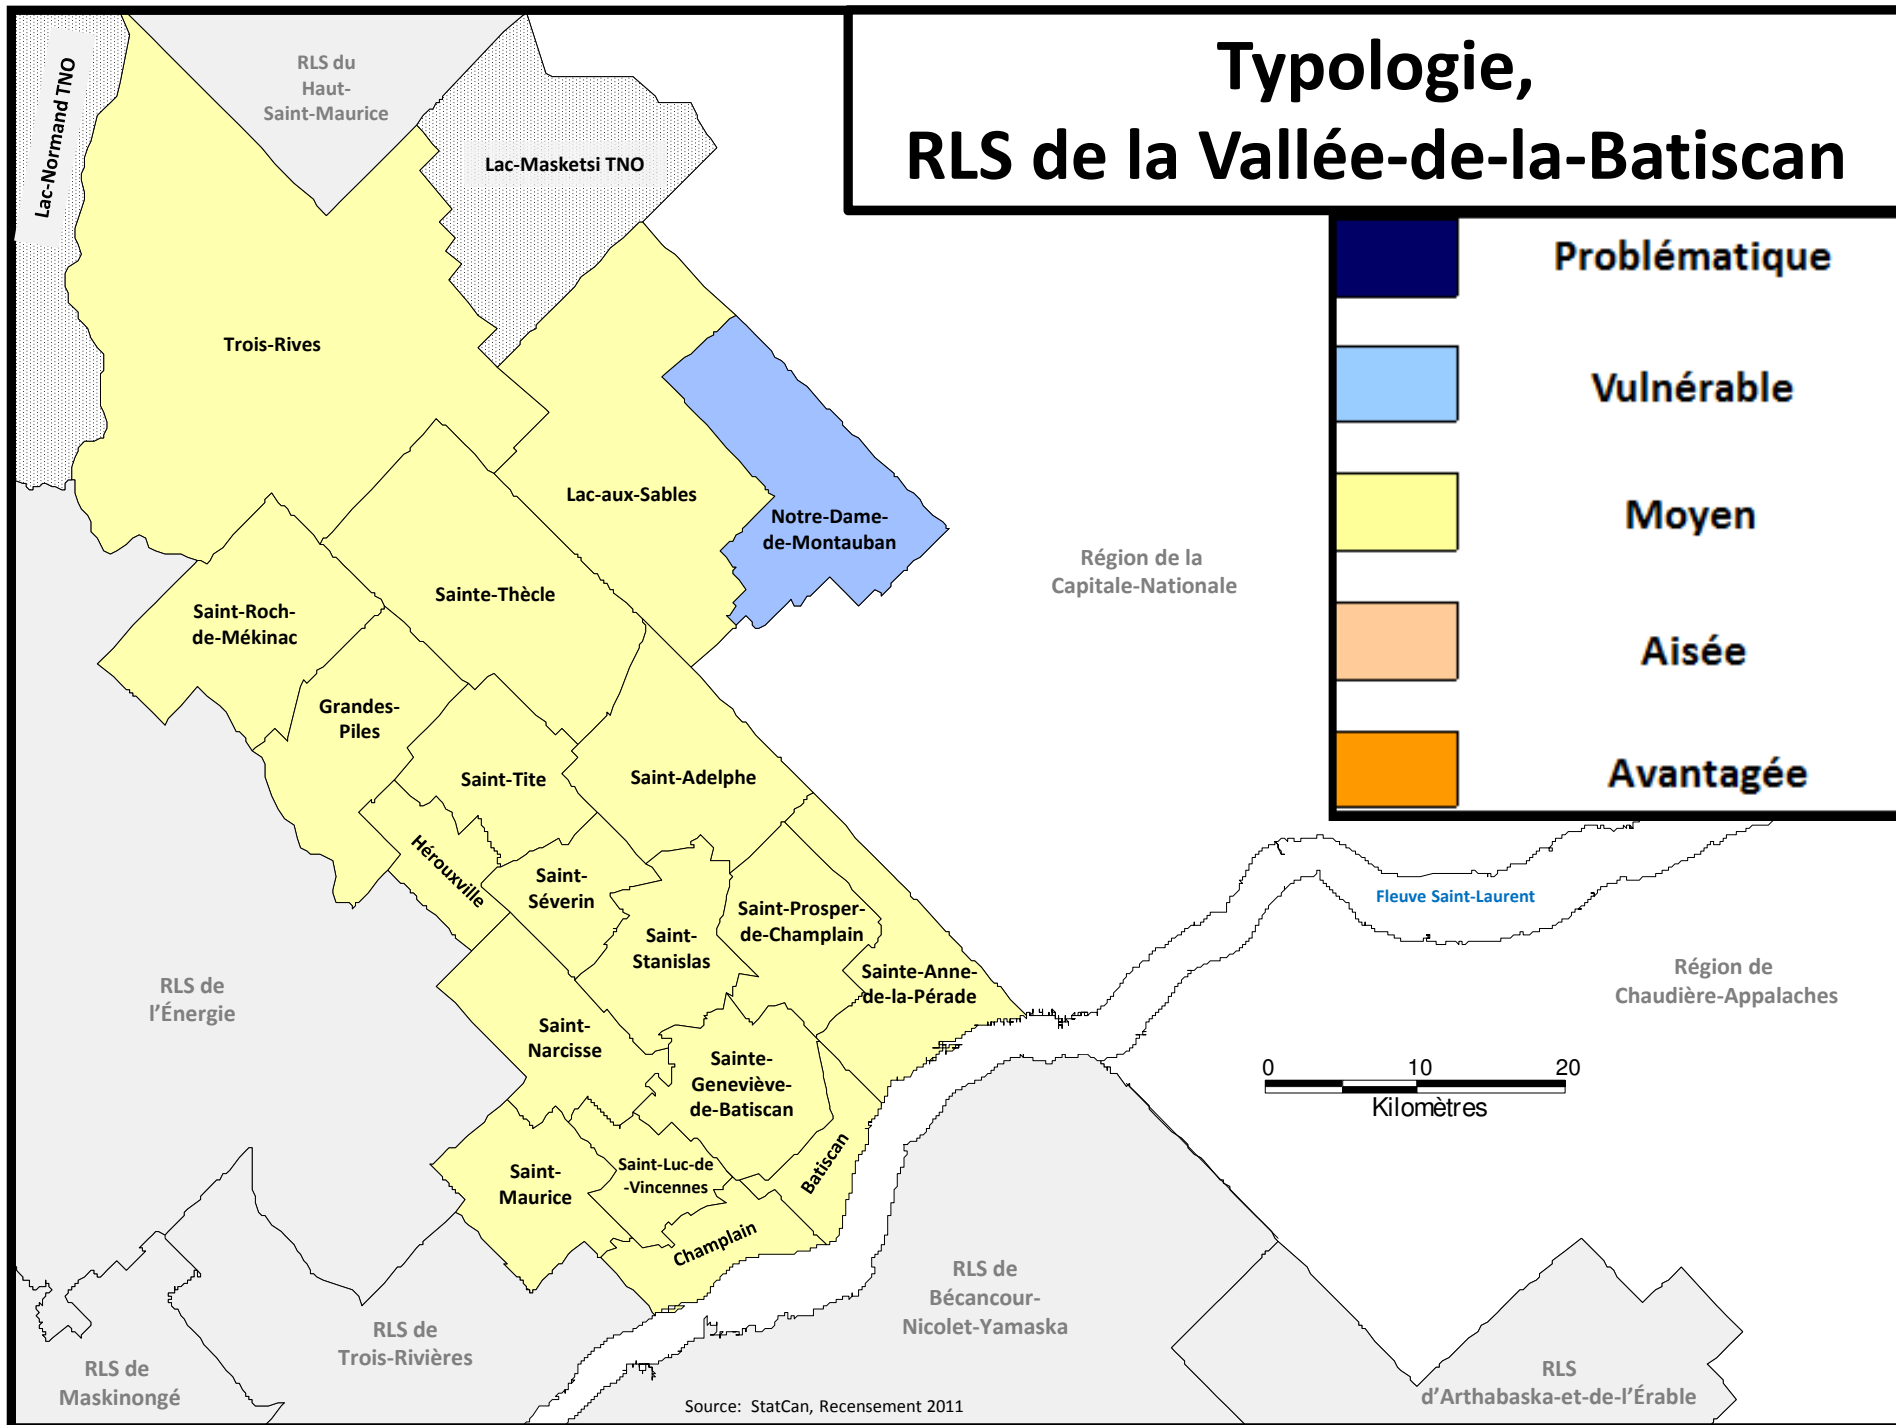 Typologie,
RLS de la Vallée-de-la-Batiscan
Problématique
Vulnérable
Moyen
Aisée
Avantagée
Lac-Normand TNO
RLS du
Haut-
Saint-Maurice
Lac-Masketsi TNO
Trois-Rives
Lac-aux-Sables
Notre-Dame-
de-Montauban
Région de la
Capitale-Nationale
Sainte-Thècle
Saint-Roch-
de-Mékinac
Grandes-
Piles
Saint-Tite
Saint-Adelphe
Hérouxville
Saint-
Séverin
Saint-
Stanislas
Saint-Prosper-
de-Champlain
Sainte-Anne-
de-la-Pérade
Fleuve Saint-Laurent
Région de
Chaudière-Appalaches
RLS de
l'Énergie
Saint-
Narcisse
Sainte-
Geneviève-
de-Batiscan
0 10 20
Kilomètres
Batiscan
Saint-Luc-de
-Vincennes
Saint-
Maurice
Champlain
RLS de
Bécancour-
Nicolet-Yamaska
RLS de
Trois-Rivières
RLS de
Maskinongé
RLS
d'Arthabaska-et-de-l'Érable
Source: StatCan, Recensement 2011